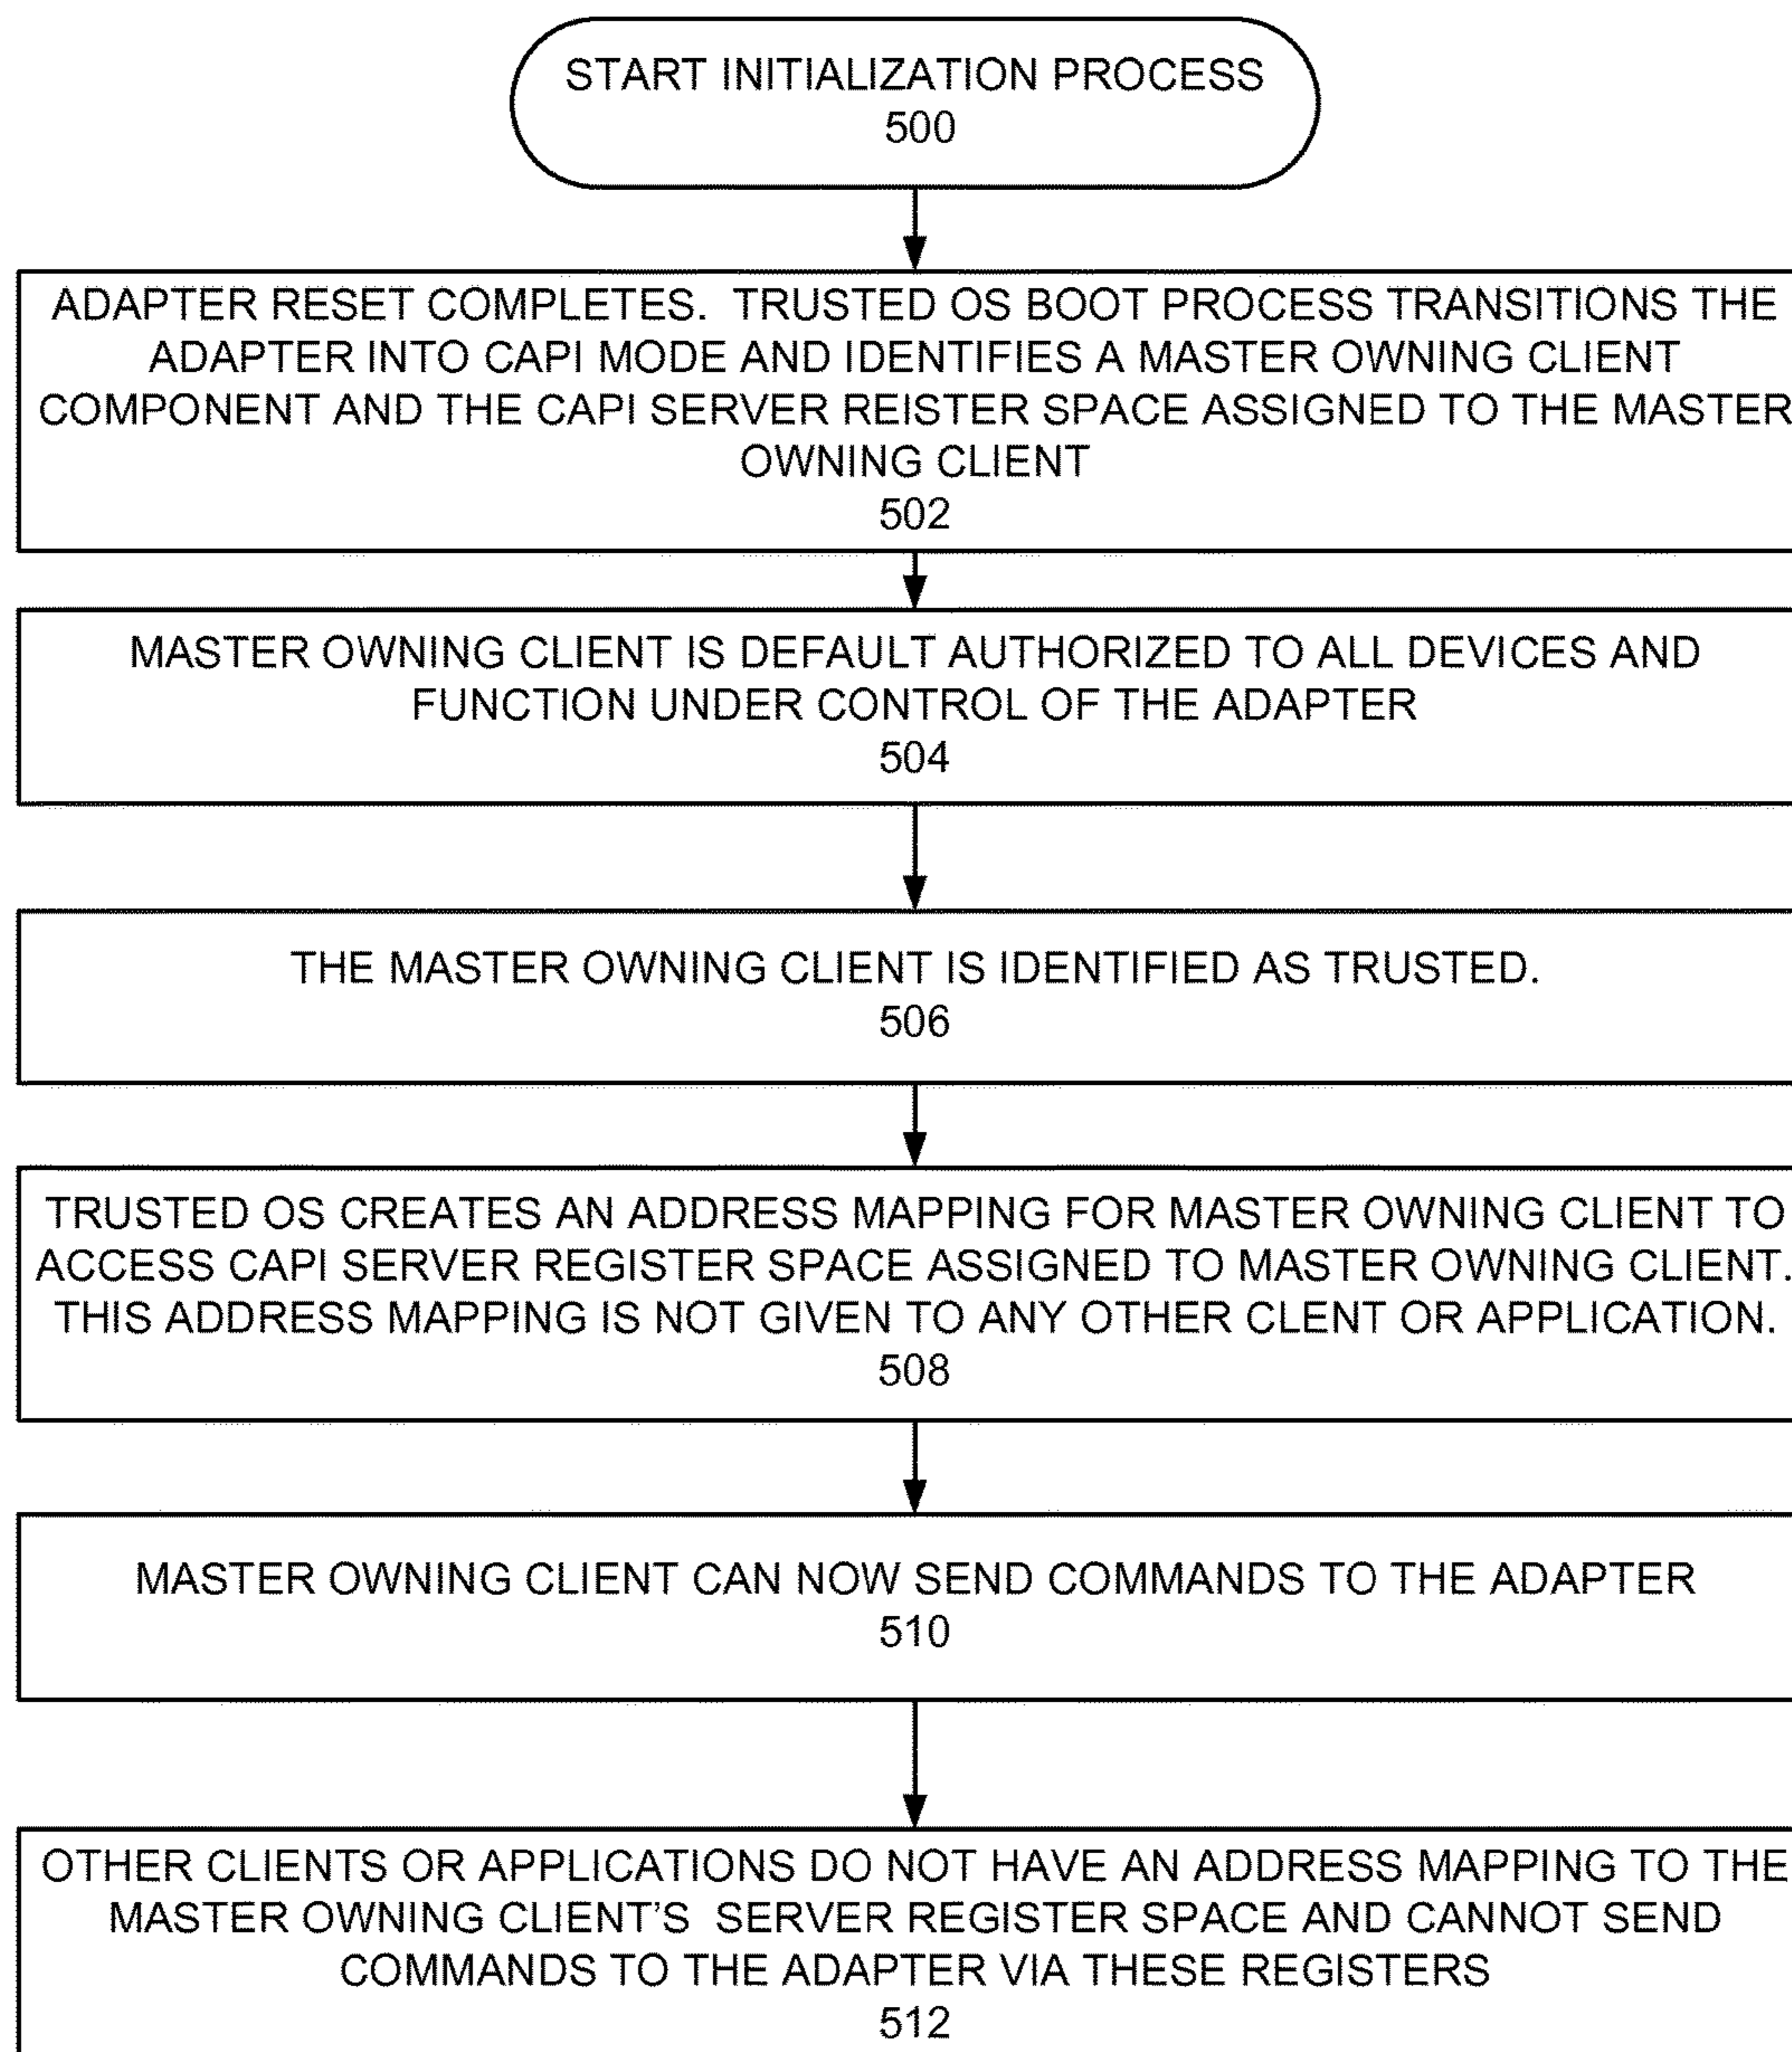 START INITIALIZATION PROCESS
500
ADAPTER RESET COMPLETES. TRUSTED OS BOOT PROCESS TRANSITIONS THE
ADAPTER INTO CAPI MODE AND IDENTIFIES A MASTER OWNING CLIENT
COMPONENT AND THE CAPI SERVER REISTER SPACE ASSIGNED TO THE MASTER
OWNING CLIENT
502
MASTER OWNING CLIENT IS DEFAULT AUTHORIZED TO ALL DEVICES AND
FUNCTION UNDER CONTROL OF THE ADAPTER
504
THE MASTER OWNING CLIENT IS IDENTIFIED AS TRUSTED.
506
TRUSTED OS CREATES AN ADDRESS MAPPING FOR MASTER OWNING CLIENT TO
ACCESS CAPI SERVER REGISTER SPACE ASSIGNED TO MASTER OWNING CLIENT.
THIS ADDRESS MAPPING IS NOT GIVEN TO ANY OTHER CLENT OR APPLICATION.
508
MASTER OWNING CLIENT CAN NOW SEND COMMANDS TO THE ADAPTER
510
OTHER CLIENTS OR APPLICATIONS DO NOT HAVE AN ADDRESS MAPPING TO THE
MASTER OWNING CLIENT'S SERVER REGISTER SPACE AND CANNOT SEND
COMMANDS TO THE ADAPTER VIA THESE REGISTERS
512